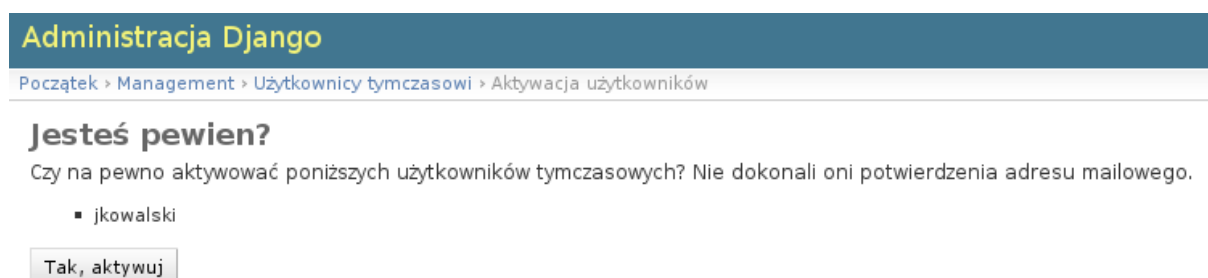 Administracja Django
Początek › Management › Użytkownicy tymczasowi › Aktywacja użytkowników
Jesteś pewien?
Czy na pewno aktywować poniższych użytkowników tymczasowych? Nie dokonali oni potwierdzenia adresu mailowego.
▪ jkowalski
Tak, aktywuj